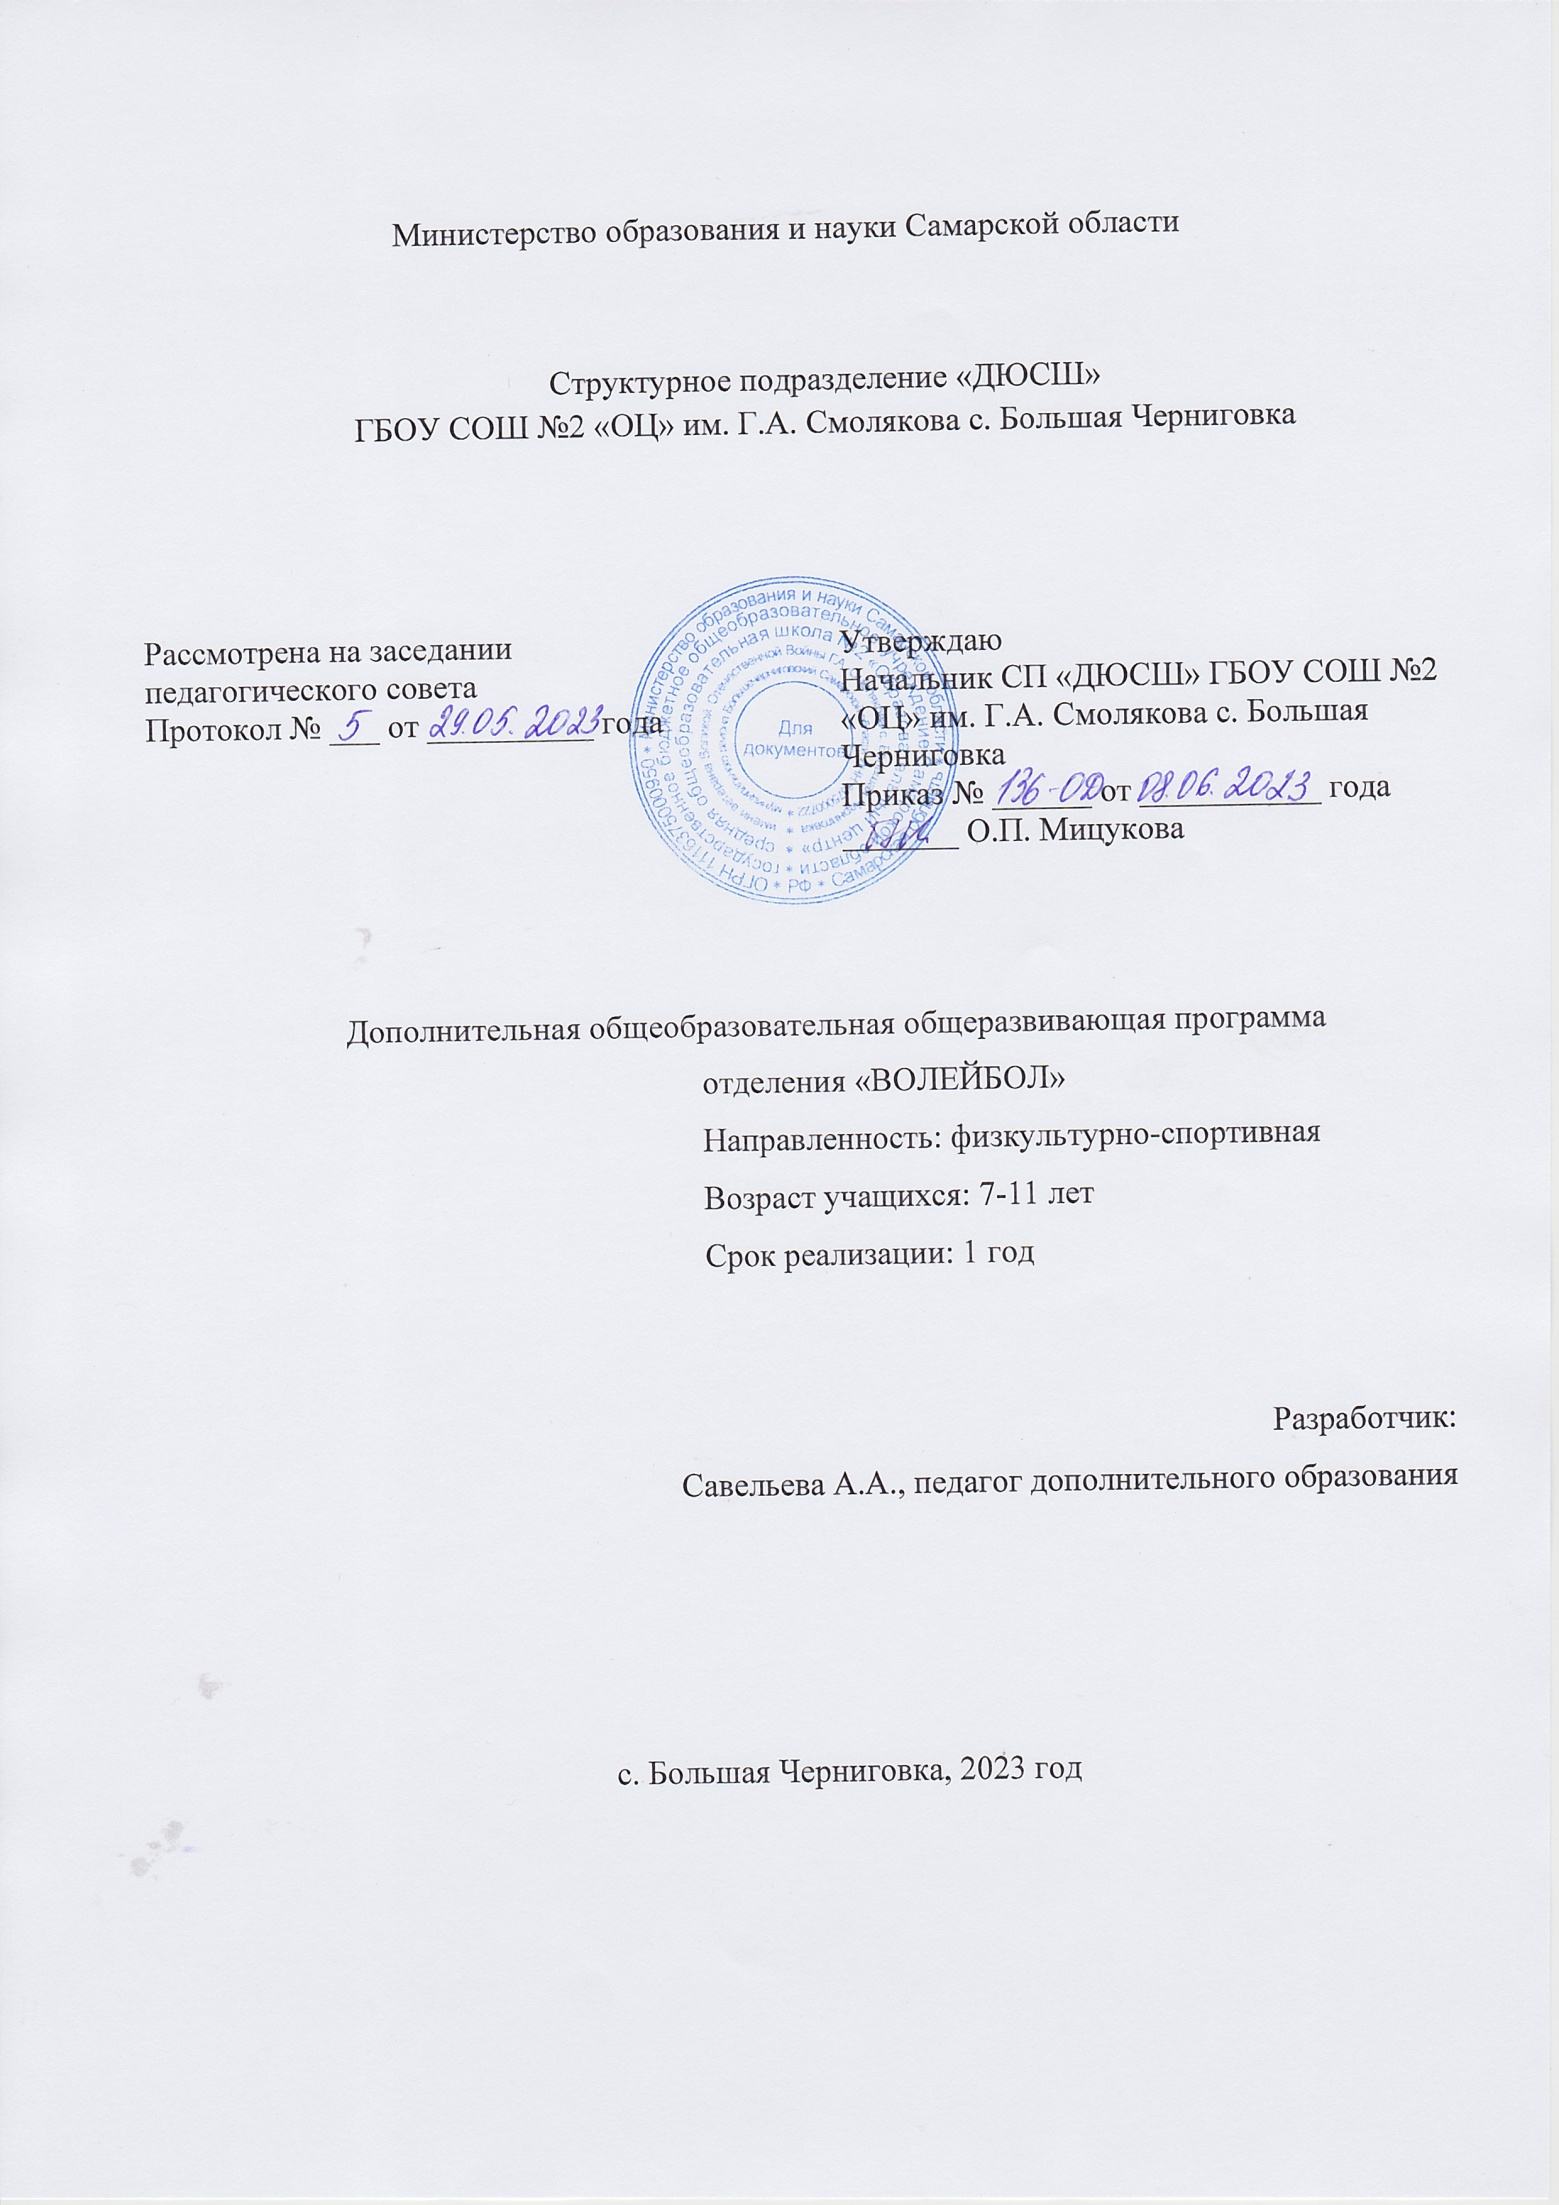 Министерство образования и науки Самарской области
Структурное подразделение «ДЮСШ»
ГБОУ СОШ №2 «ОЦ» им. Г.А. Смолякова с. Большая Черниговка
Рассмотрена на заседании
педагогического совета
Протокол № 5 от 29.05.2023 года
Для
документов
Утверждаю
Начальник СП «ДЮСШ» ГБОУ СОШ №2
«ОЦ» им. Г.А. Смолякова с. Большая
Черниговка
Приказ № 136-ОД от 08.06.2023 года
О.П. Мицукова
Дополнительная общеобразовательная общеразвивающая программа
отделения «ВОЛЕЙБОЛ»
Направленность: физкультурно-спортивная
Возраст учащихся: 7-11 лет
Срок реализации: 1 год
Разработчик:
Савельева А.А., педагог дополнительного образования
с. Большая Черниговка, 2023 год